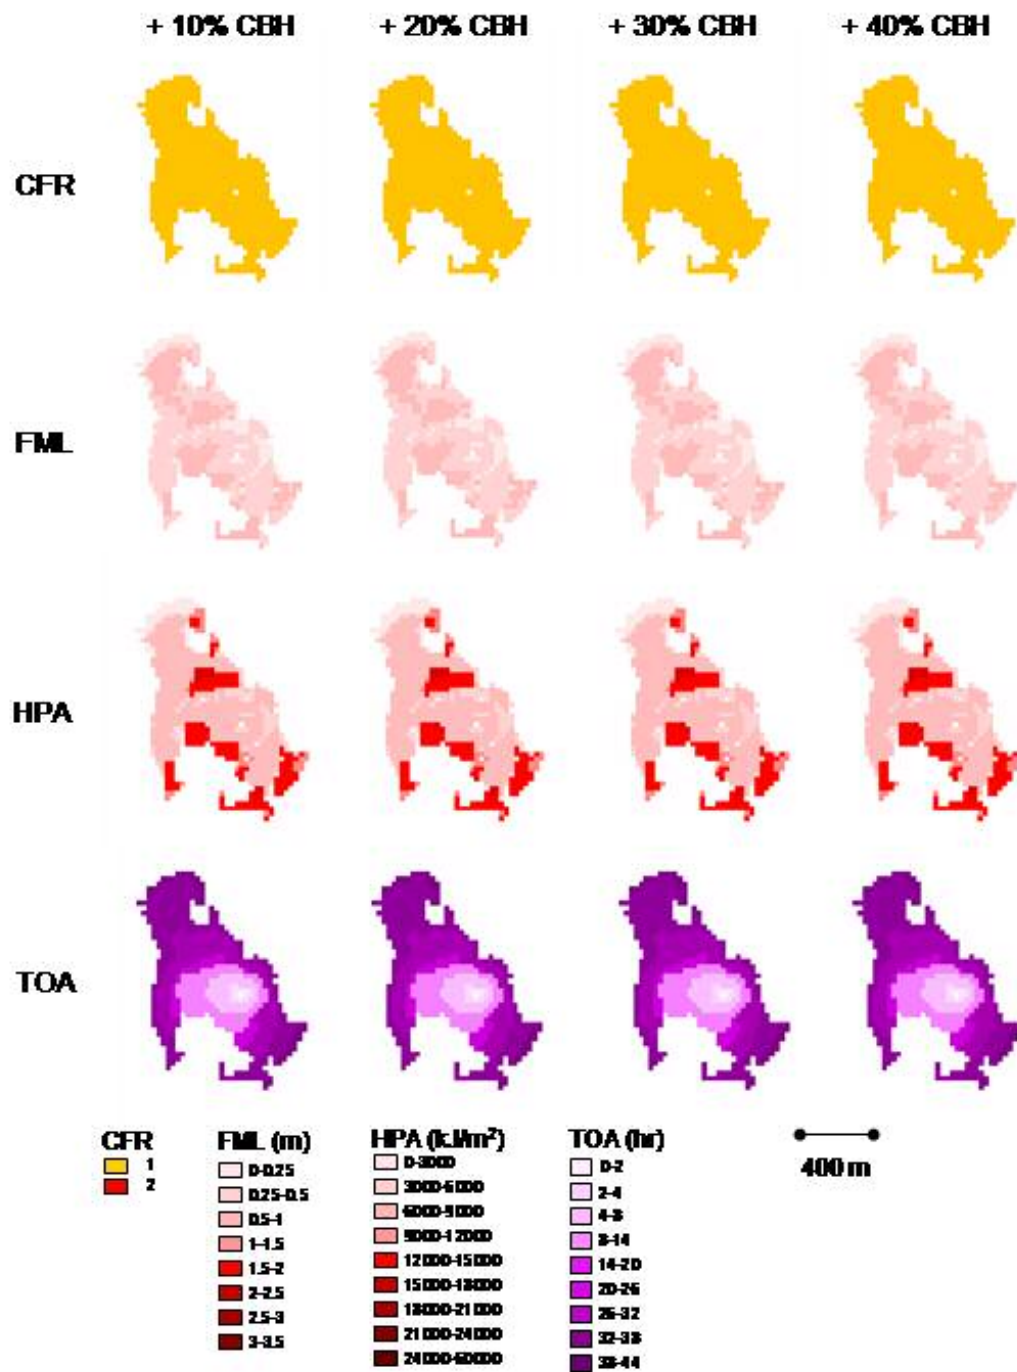 + 10% CBH + 20% CBH + 30% CBH + 40% CBH
CFR
FML
HPA
TOA
CFR FML (m) HPA (kJ/m²) TOA (hr)
1 0-0.25 0-3000 0-2
2 0.25-0.5 3000-6000 2-4
0.5-1 6000-9000 4-8
1-1.5 9000-12000 8-14
1.5-2 12000-15000 14-20
2-2.5 15000-18000 20-26
2.5-3 18000-21000 26-32
3-3.5 21000-24000 32-38
24000-60000 38-44
400 m